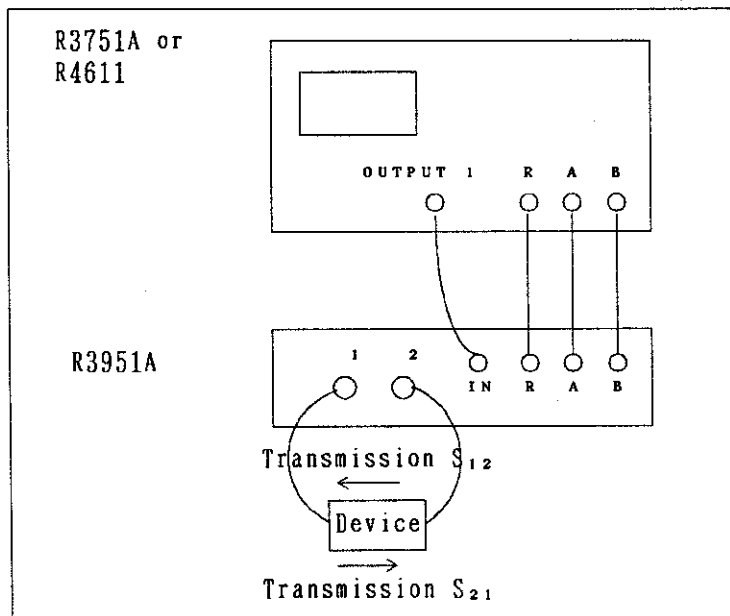 R3751A or
R4611
OUTPUT 1 R A B
R3951A
1 2
IN R A B
Transmission S₁₂
Device
Transmission S₂₁